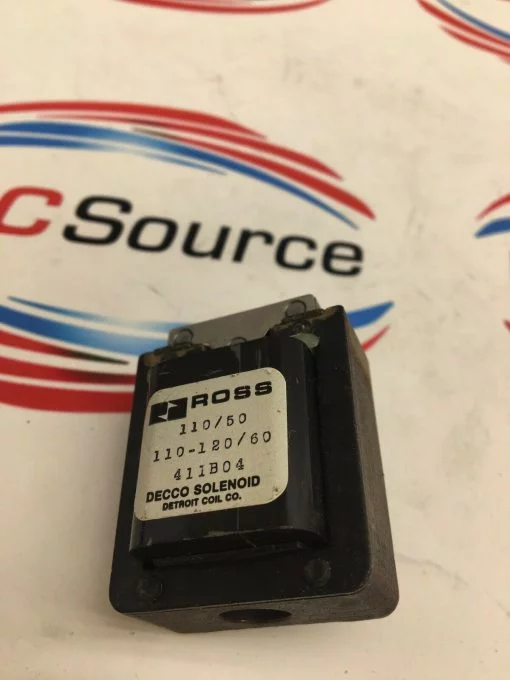 CSource
ROSS
110/50
110-120/60
411B04
DECCO SOLENOID
DETROIT COIL CO.